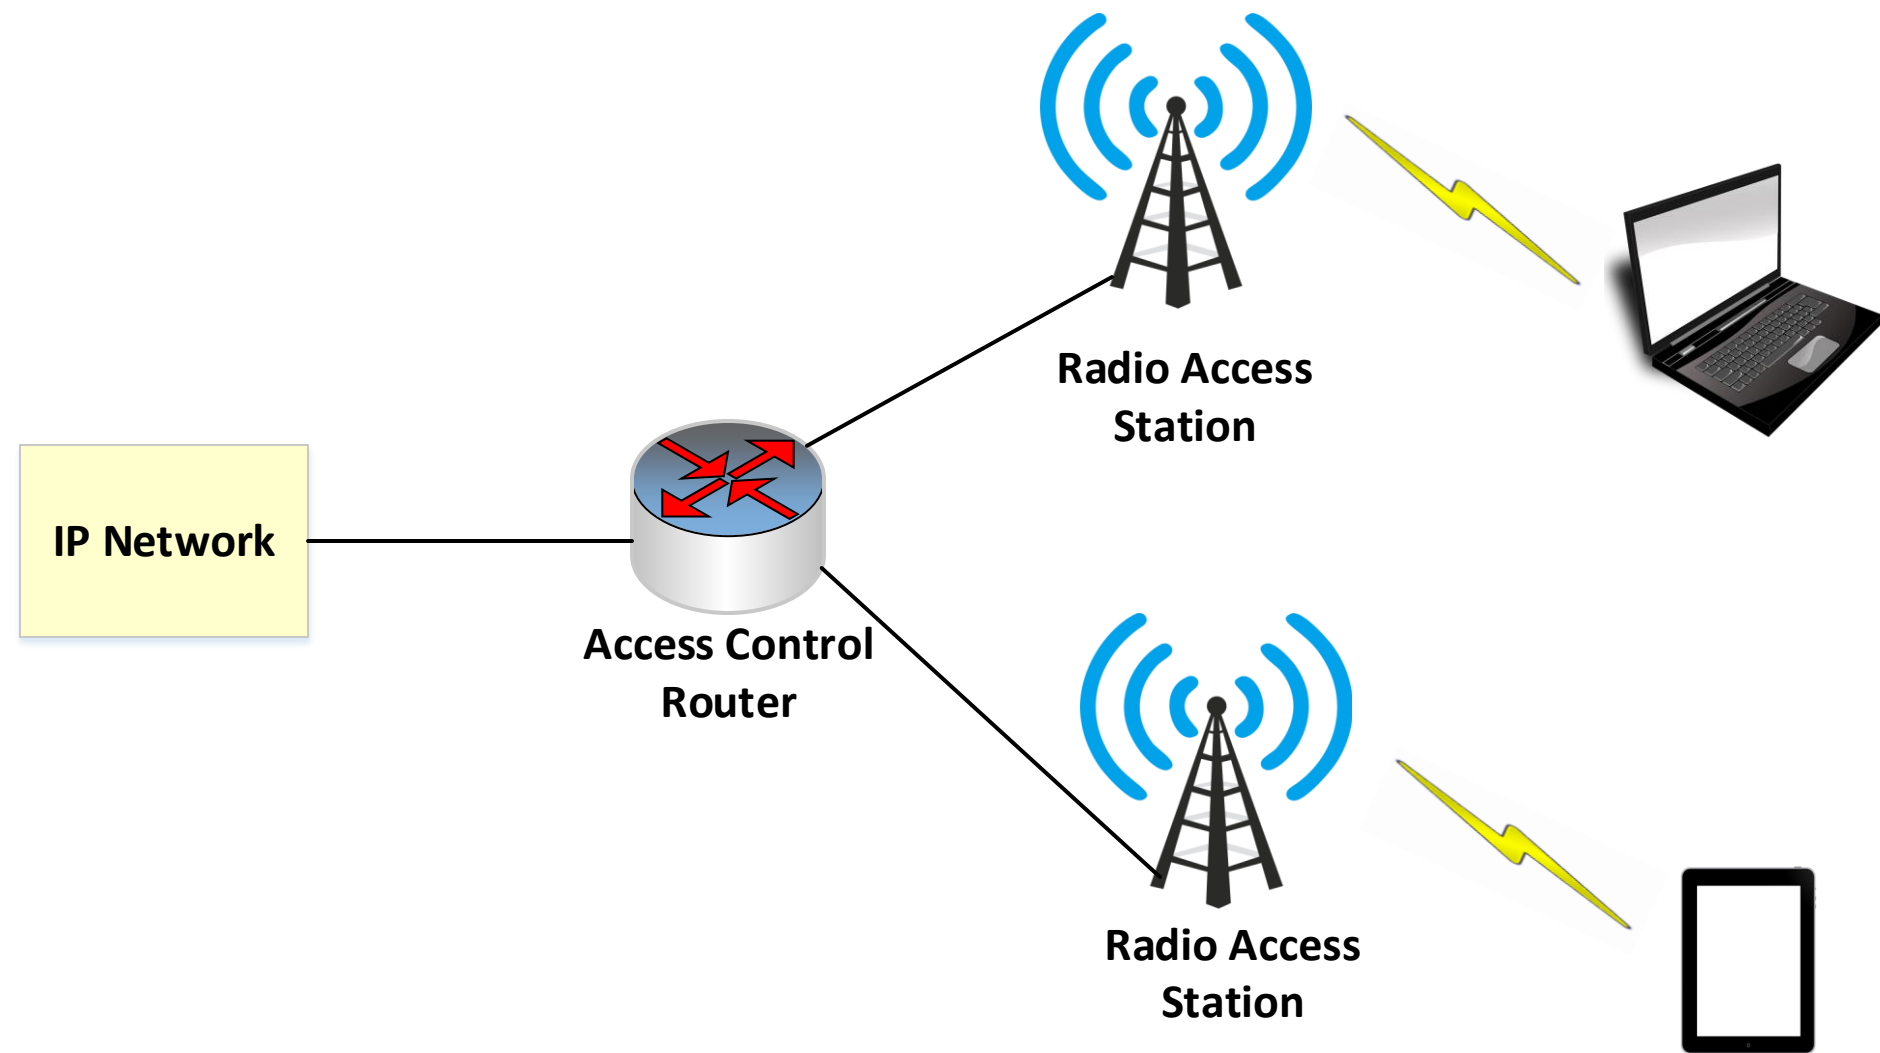 Radio Access
Station
IP Network
Access Control
Router
Radio Access
Station